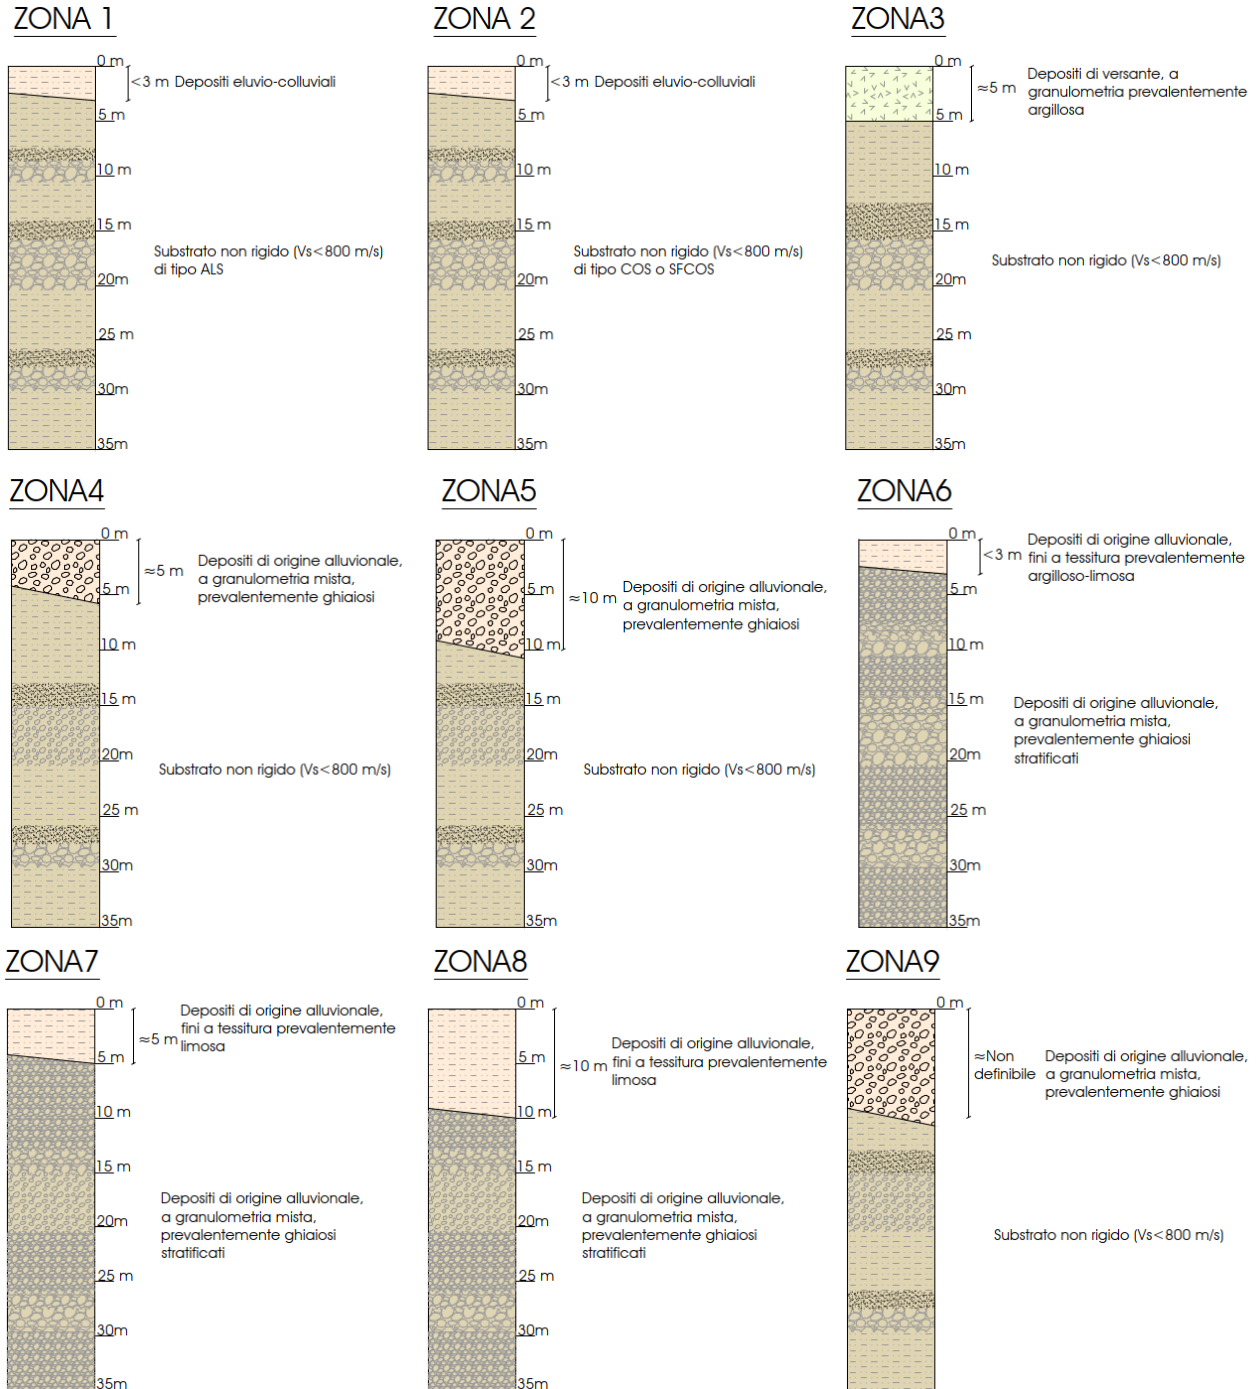 ZONA 1
0 m
<3 m Depositi eluvio-colluviali
5 m
10 m
15 m
Substrato non rigido (Vs<800 m/s)
di tipo ALS
20m
25 m
30m
35m
ZONA 2
0 m
<3 m Depositi eluvio-colluviali
5 m
10 m
15 m
Substrato non rigido (Vs<800 m/s)
di tipo COS o SFCOS
20m
25 m
30m
35m
ZONA3
0 m
≈5 m
Depositi di versante, a
granulometria prevalentemente
argillosa
5 m
10 m
15 m
Substrato non rigido (Vs<800 m/s)
20m
25 m
30m
35m
ZONA4
0 m
≈5 m
Depositi di origine alluvionale,
a granulometria mista,
prevalentemente ghiaiosi
5 m
10 m
15 m
20m
Substrato non rigido (Vs<800 m/s)
25 m
30m
35m
ZONA5
0 m
5 m
≈10 m
Depositi di origine alluvionale,
a granulometria mista,
prevalentemente ghiaiosi
10 m
15 m
20m
Substrato non rigido (Vs<800 m/s)
25 m
30m
35m
ZONA6
0 m
<3 m
Depositi di origine alluvionale,
fini a tessitura prevalentemente
argilloso-limosa
5 m
10 m
15 m
Depositi di origine alluvionale,
a granulometria mista,
prevalentemente ghiaiosi
stratificati
20m
25 m
30m
35m
ZONA7
0 m
≈5 m
Depositi di origine alluvionale,
fini a tessitura prevalentemente
limosa
5 m
10 m
15 m
Depositi di origine alluvionale,
a granulometria mista,
prevalentemente ghiaiosi
stratificati
20m
25 m
30m
35m
ZONA8
0 m
5 m
≈10 m
Depositi di origine alluvionale,
fini a tessitura prevalentemente
limosa
10 m
15 m
Depositi di origine alluvionale,
a granulometria mista,
prevalentemente ghiaiosi
stratificati
20m
25 m
30m
35m
ZONA9
0 m
≈Non
definibile
Depositi di origine alluvionale,
a granulometria mista,
prevalentemente ghiaiosi
Substrato non rigido (Vs<800 m/s)